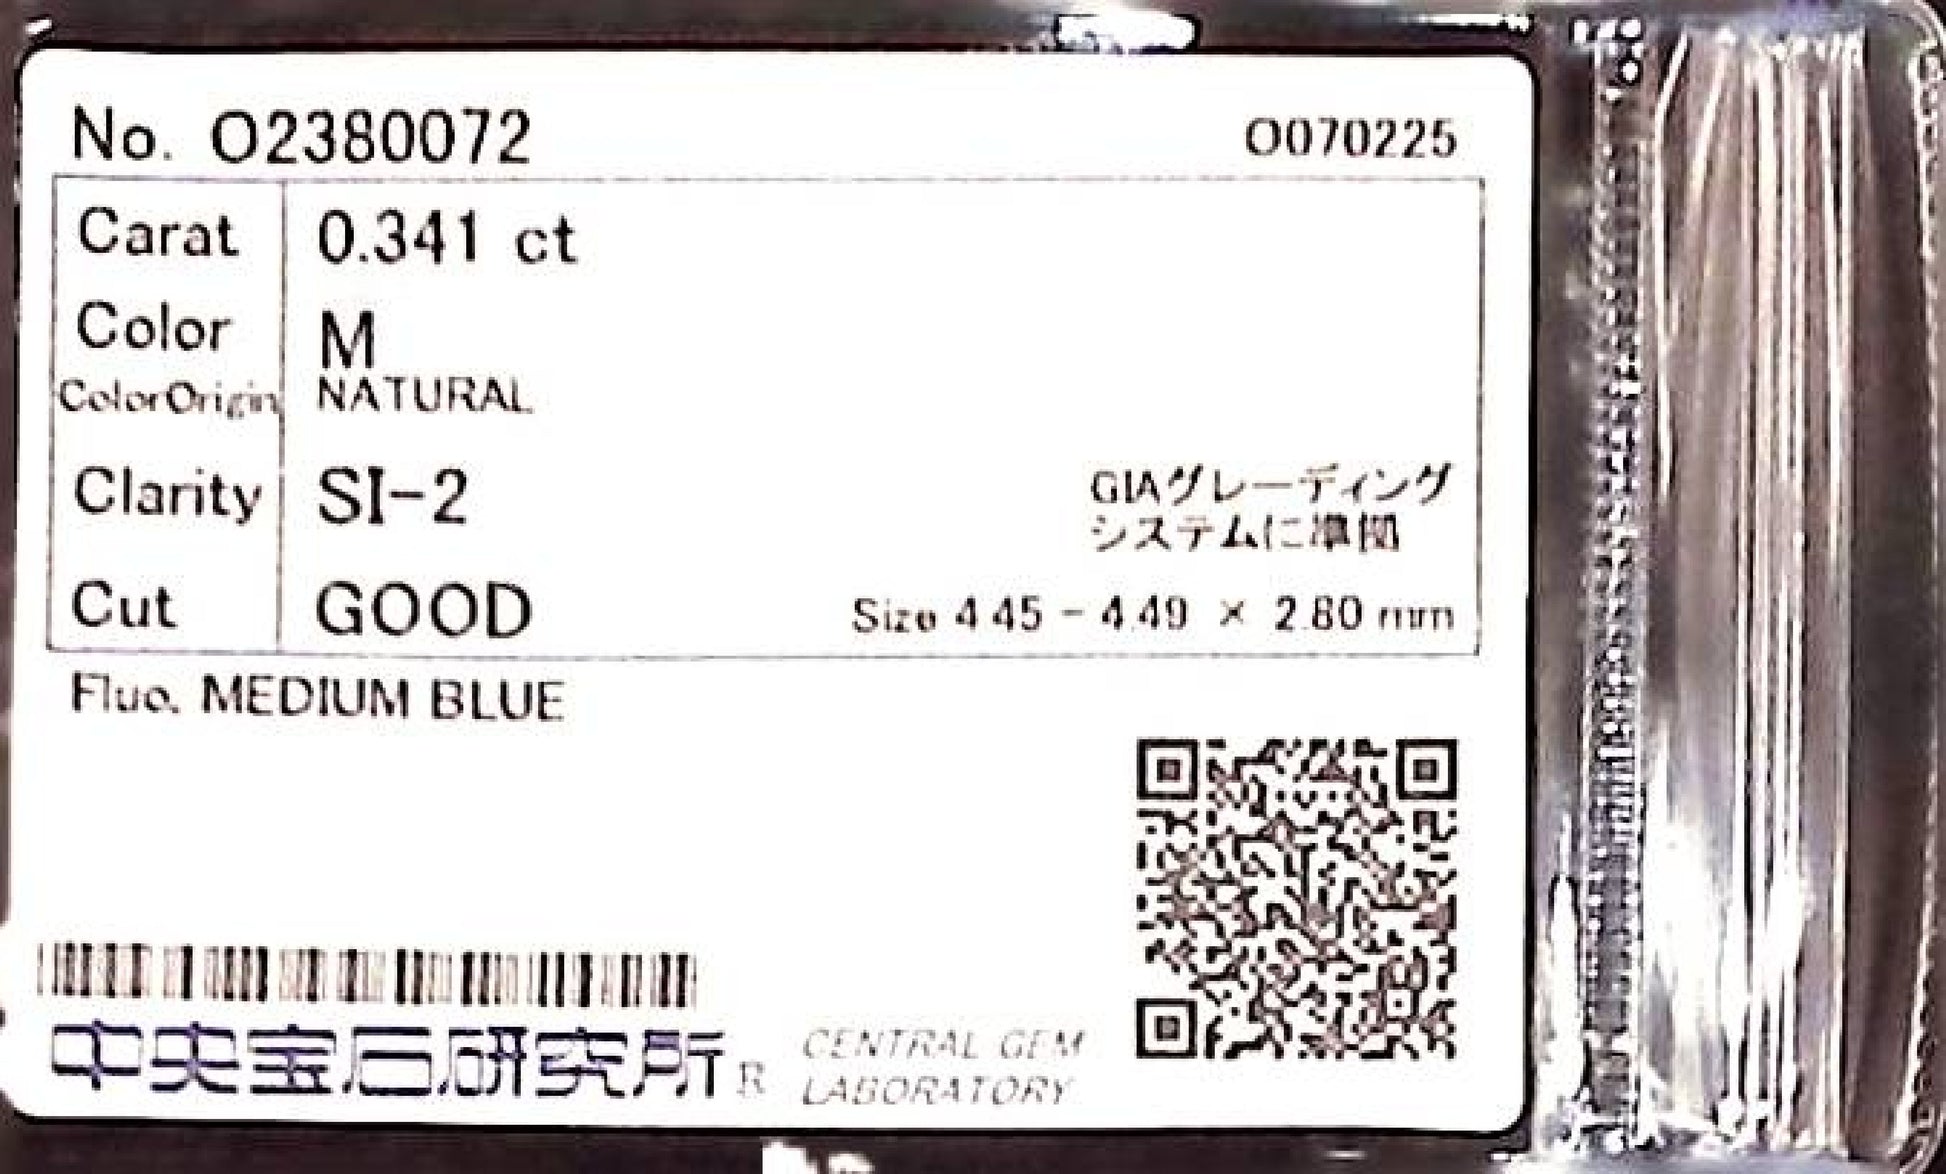 No. O2380072
O070225
Carat 0.341 ct
Color M
ColorOrigin NATURAL
Clarity SI-2
GIAグレーディング
システムに準拠
Cut GOOD
Size 4.45 - 4.49 × 2.80 mm
Fluo. MEDIUM BLUE
中央宝石研究所 R
CENTRAL GEM
LABORATORY